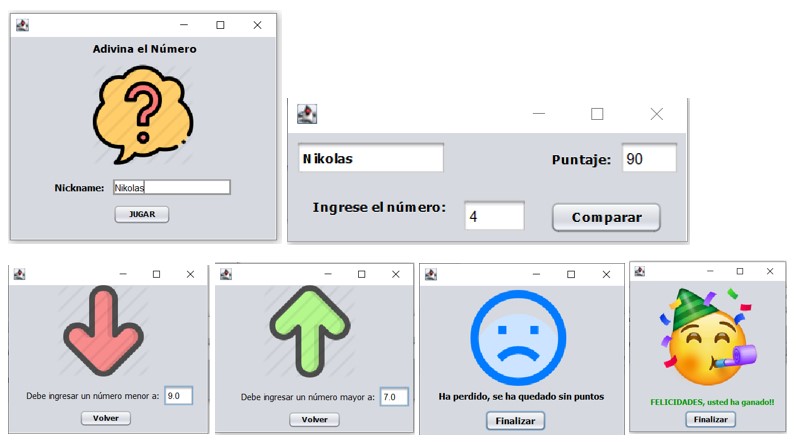 Adivina el Número
Nickname: Nikolas
JUGAR
Nikolas Puntaje: 90
Ingrese el número: 4 Comparar
Debe ingresar un número menor a: 9.0
Volver
Debe ingresar un número mayor a: 7.0
Volver
Ha perdido, se ha quedado sin puntos
Finalizar
FELICIDADES, usted ha ganado!!
Finalizar